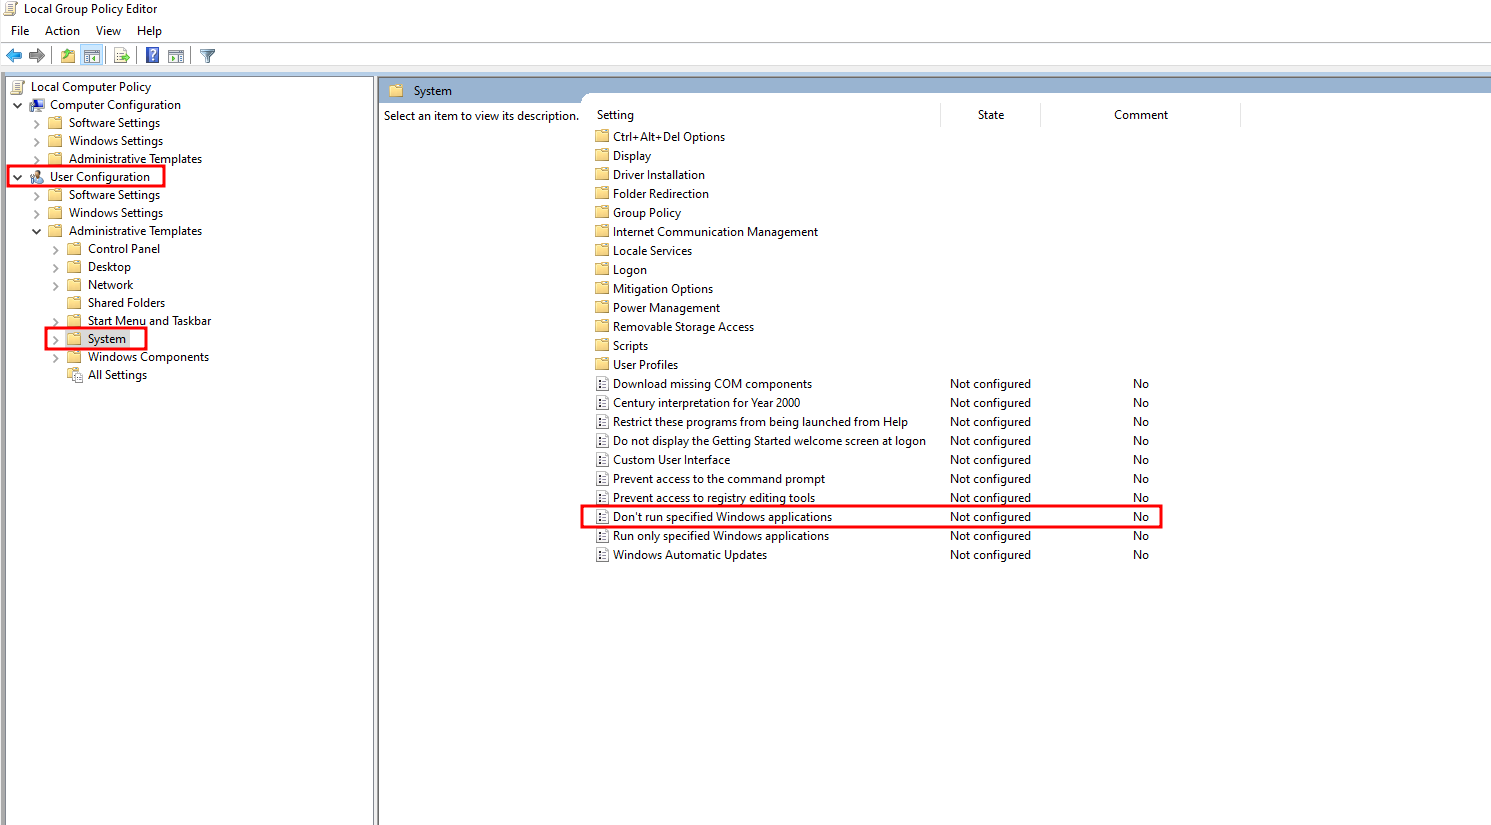 Local Group Policy Editor
File Action View Help
Local Computer Policy
Computer Configuration
Software Settings
Windows Settings
Administrative Templates
User Configuration
Software Settings
Windows Settings
Administrative Templates
Control Panel
Desktop
Network
Shared Folders
Start Menu and Taskbar
System
Windows Components
All Settings
System
Select an item to view its description.
Setting State Comment
Ctrl+Alt+Del Options
Display
Driver Installation
Folder Redirection
Group Policy
Internet Communication Management
Locale Services
Logon
Mitigation Options
Power Management
Removable Storage Access
Scripts
User Profiles
Download missing COM components Not configured No
Century interpretation for Year 2000 Not configured No
Restrict these programs from being launched from Help Not configured No
Do not display the Getting Started welcome screen at logon Not configured No
Custom User Interface Not configured No
Prevent access to the command prompt Not configured No
Prevent access to registry editing tools Not configured No
Don't run specified Windows applications Not configured No
Run only specified Windows applications Not configured No
Windows Automatic Updates Not configured No